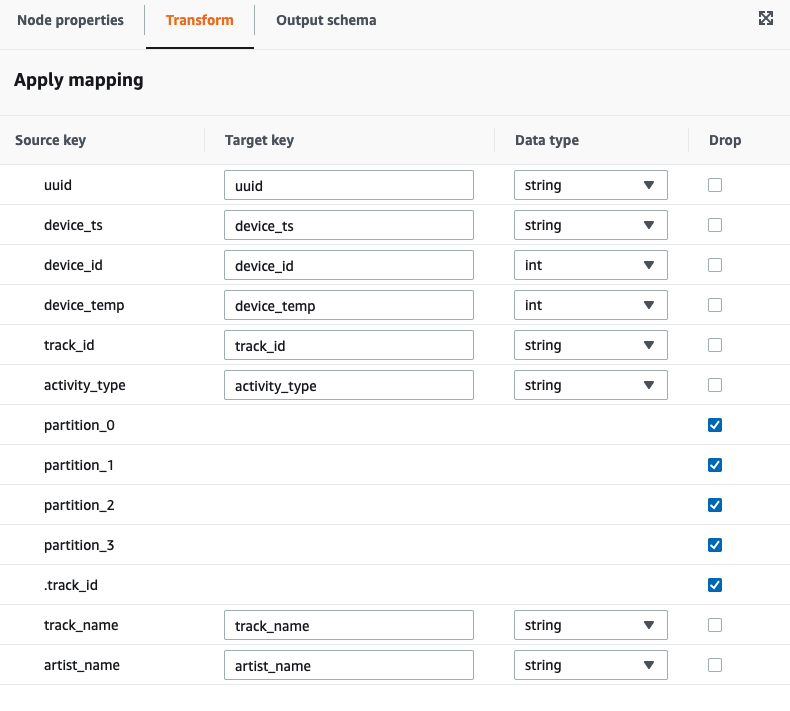 Node properties Transform Output schema
Apply mapping
Source key Target key Data type Drop
uuid uuid string
device_ts device_ts string
device_id device_id int
device_temp device_temp int
track_id track_id string
activity_type activity_type string
partition_0
partition_1
partition_2
partition_3
.track_id
track_name track_name string
artist_name artist_name string